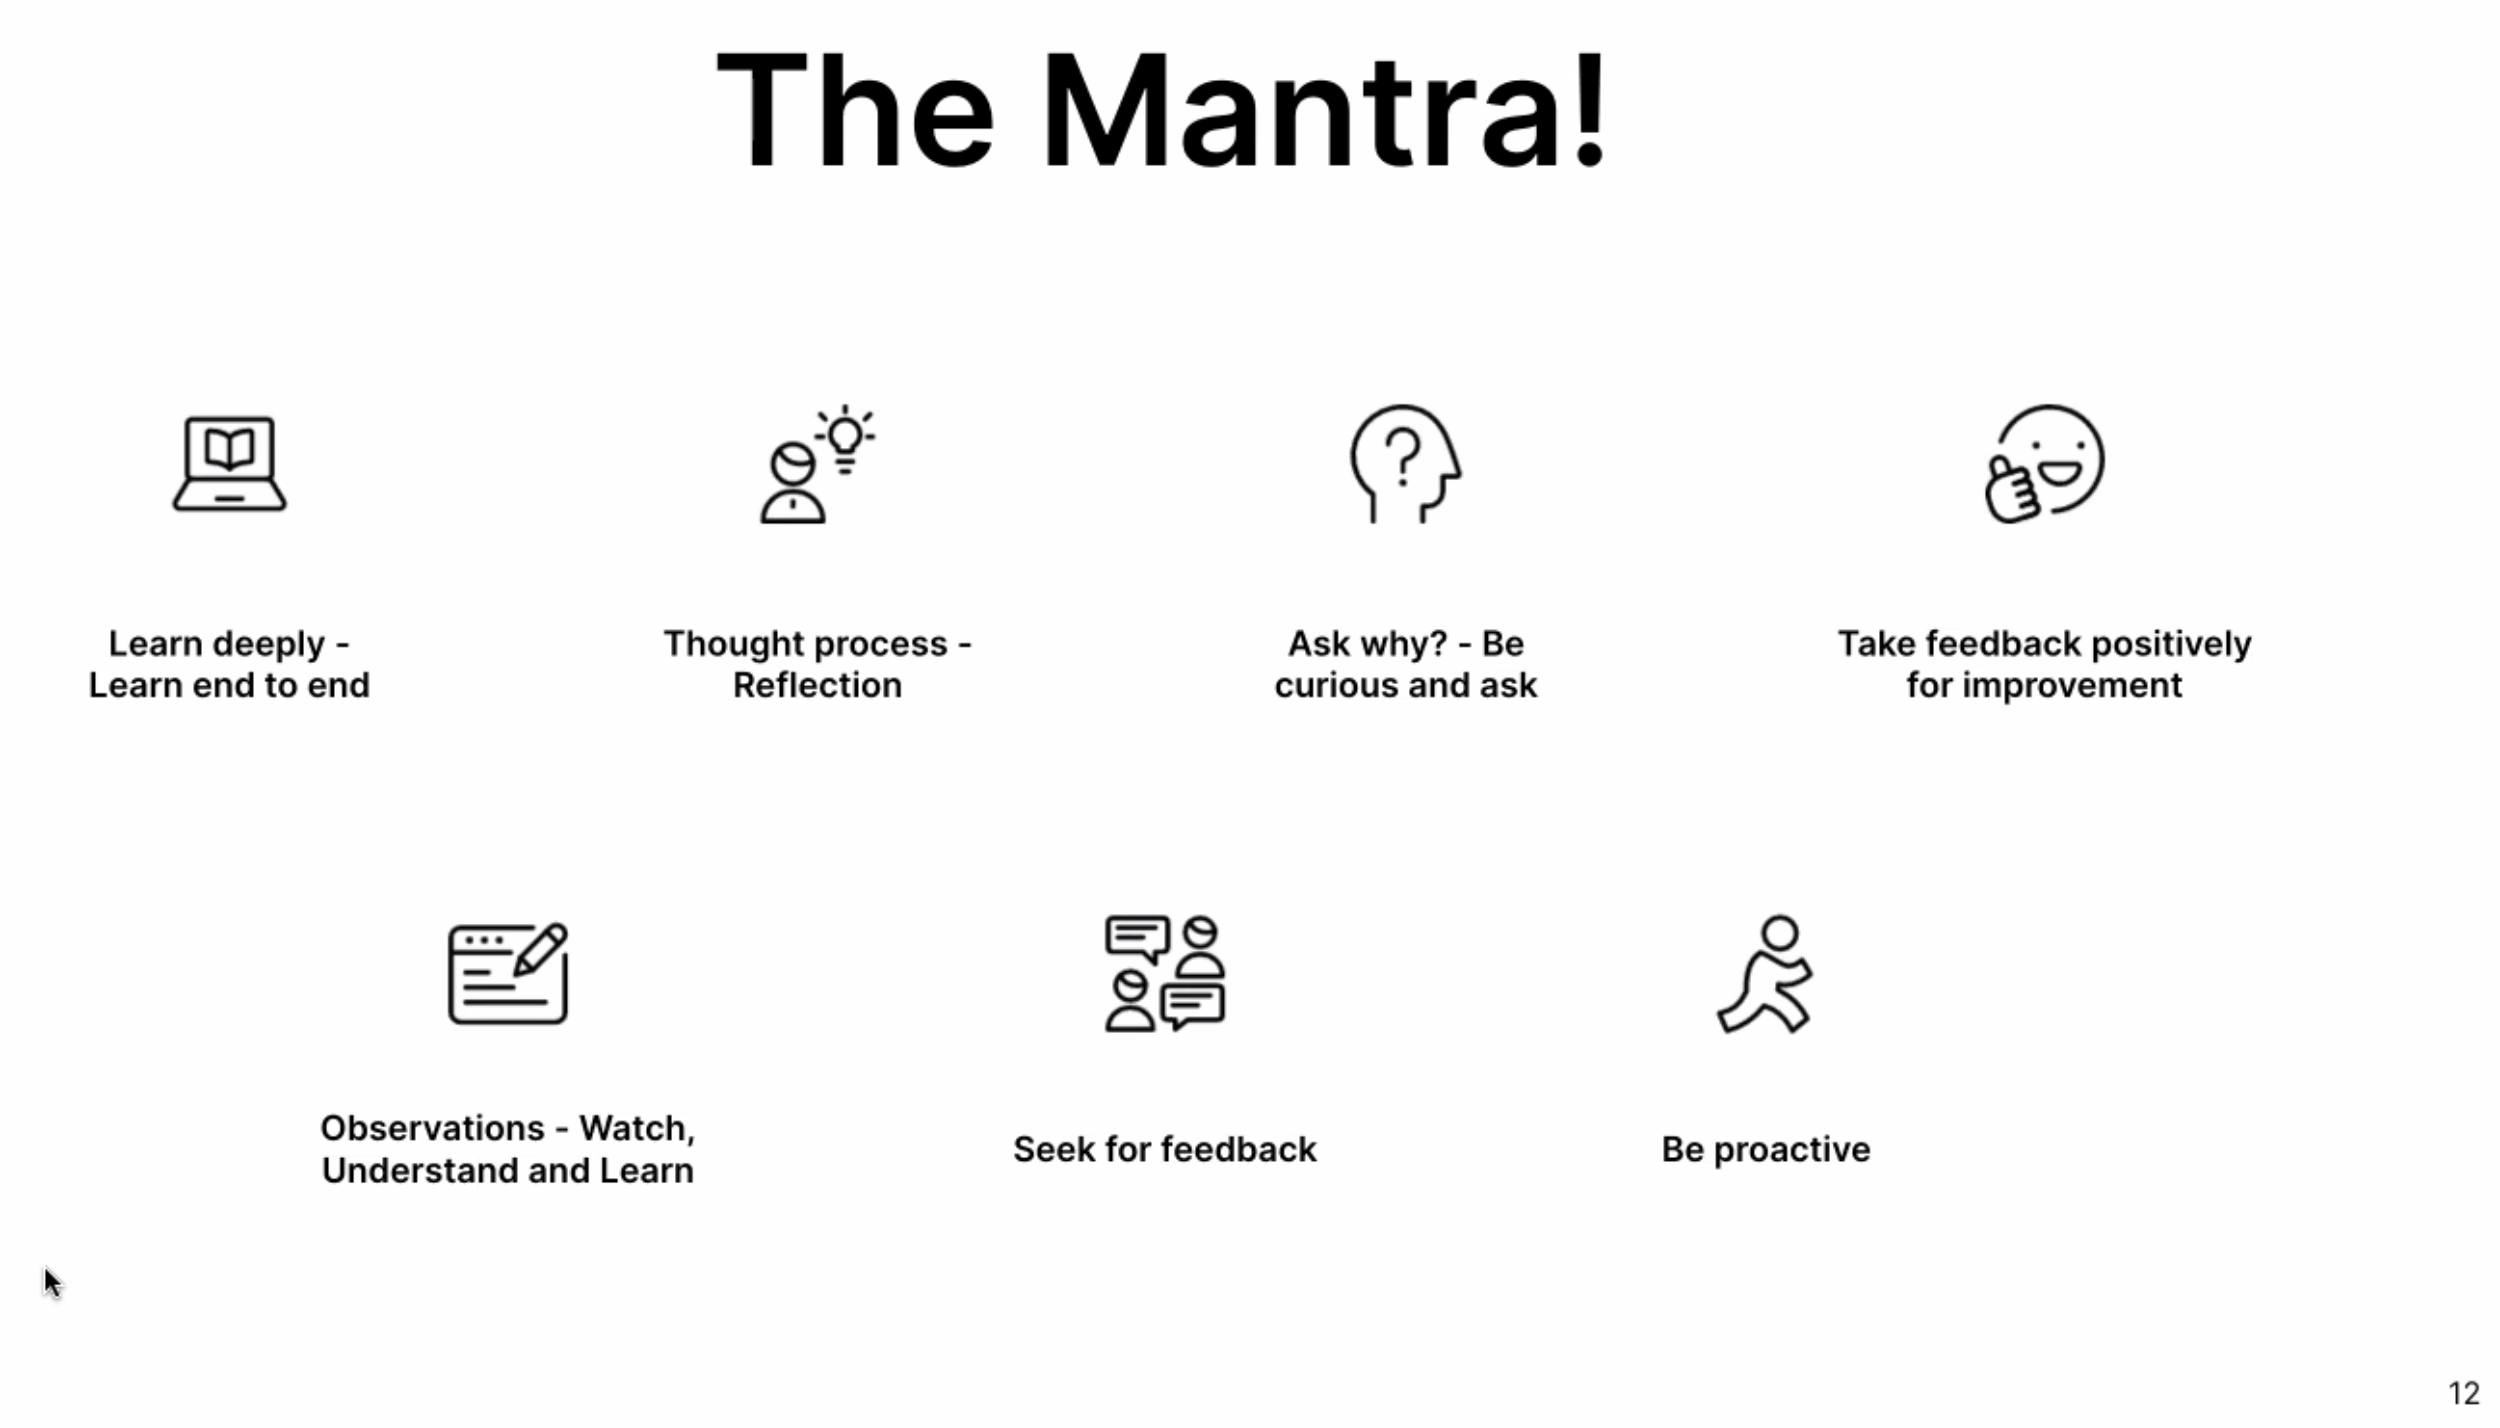 The Mantra!
Learn deeply -
Learn end to end
Thought process -
Reflection
Ask why? - Be
curious and ask
Take feedback positively
for improvement
Observations - Watch,
Understand and Learn
Seek for feedback
Be proactive
12